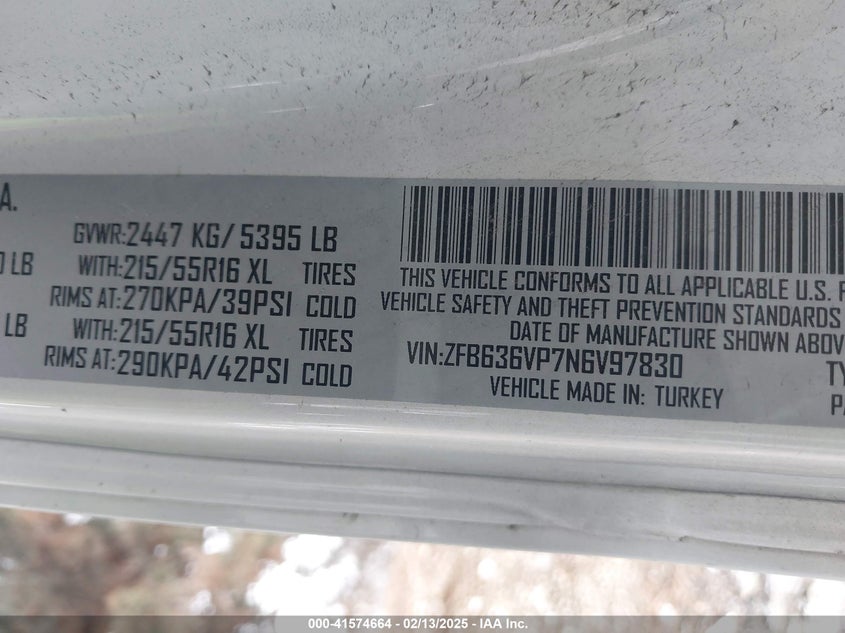 A.
GVWR:2447 KG/ 5395 LB
LB
WITH:215/55R16 XL TIRES
RIMS AT:270KPA/39PSI COLD
LB
WITH:215/55R16 XL TIRES
RIMS AT:290KPA/42PSI COLD
THIS VEHICLE CONFORMS TO ALL APPLICABLE U.S.
VEHICLE SAFETY AND THEFT PREVENTION STANDARDS
DATE OF MANUFACTURE SHOWN ABOV
VIN:ZFB636VP7N6V97830
VEHICLE MADE IN: TURKEY
000-41574664 - 02/13/2025 - IAA Inc.